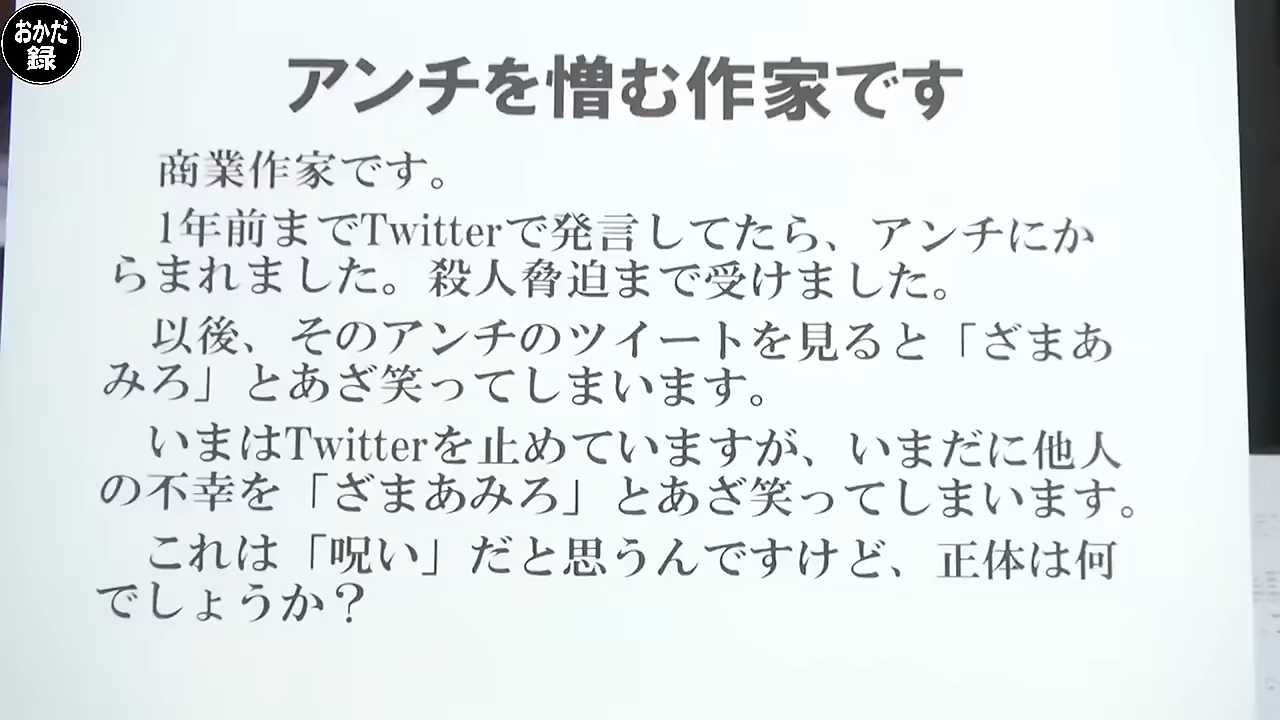 おかだ
録
アンチを憎む作家です
商業作家です。
1年前までTwitterで発言してたら、アンチにか
らまれました。殺人脅迫まで受けました。
以後、そのアンチのツイートを見ると「ざまあ
みろ」とあざ笑ってしまいます。
いまはTwitterを止めていますが、いまだに他人
の不幸を「ざまあみろ」とあざ笑ってしまいます。
これは「呪い」だと思うんですけど、正体は何
でしょうか？